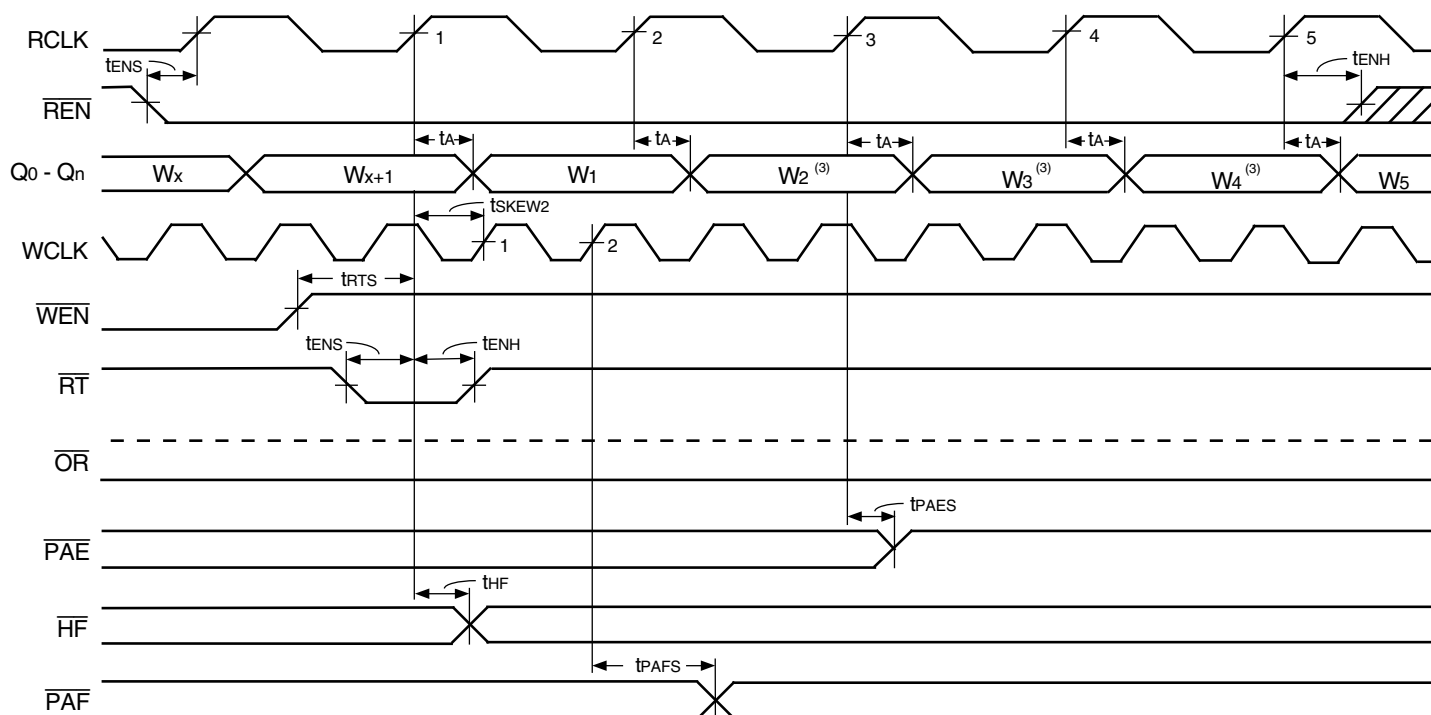 RCLK 1 2 3 4 5
tENS tENH
REN
tA tA tA tA tA
Q0 - Qn Wx Wx+1 W1 W2 (3) W3 (3) W4 (3) W5
tSKEW2
WCLK 1 2
tRTS
WEN
tENS tENH
RT
OR
tPAES
PAE
tHF
HF
tPAFS
PAF